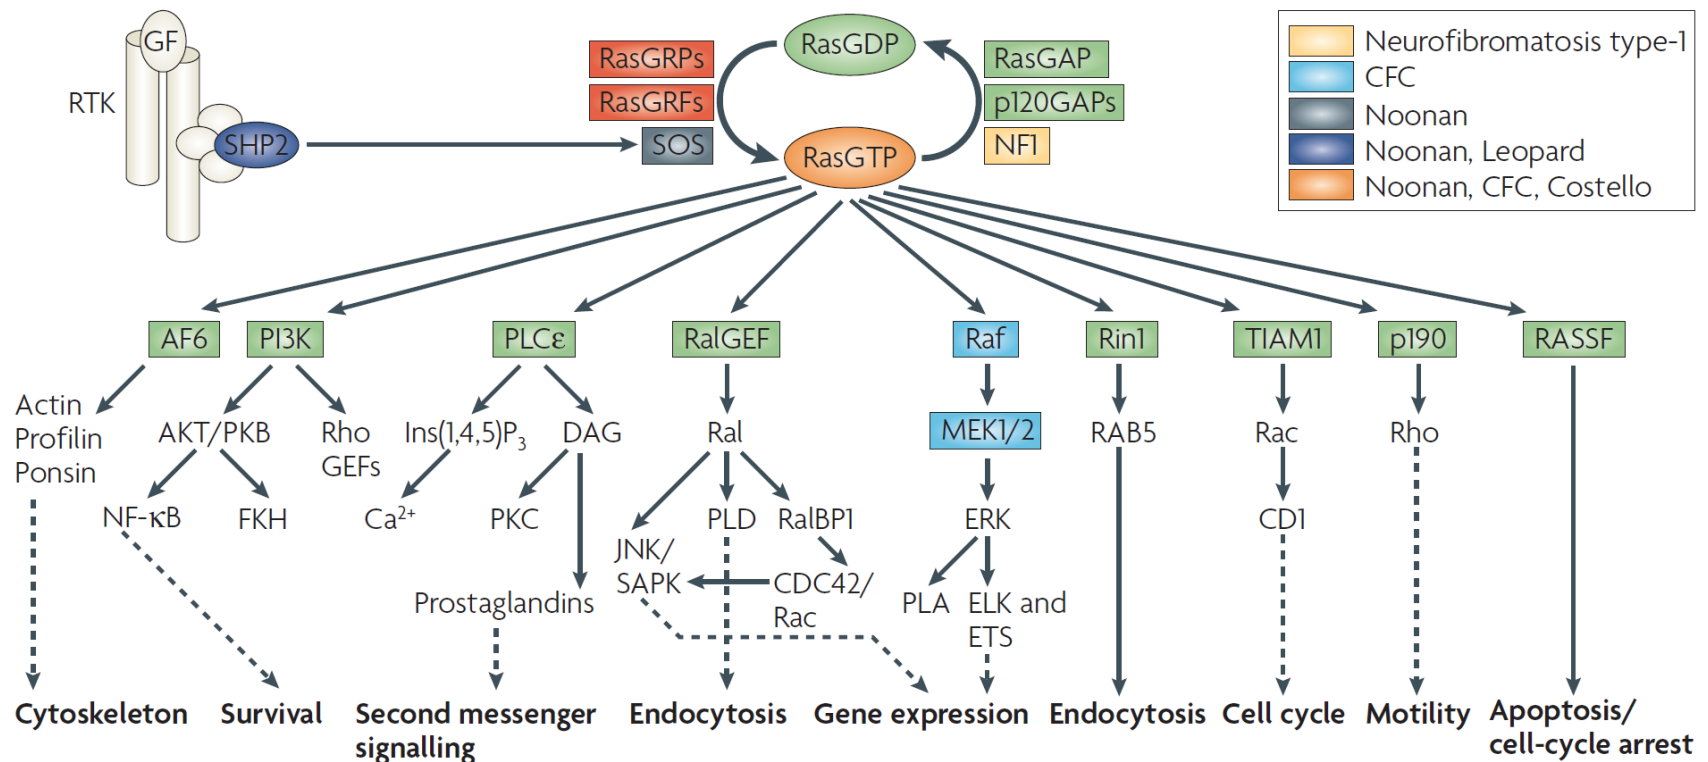 GF
RTK
SHP2
RasGRPs
RasGRFs
SOS
RasGDP
RasGTP
RasGAP
p120GAPs
NF1
Neurofibromatosis type-1
CFC
Noonan
Noonan, Leopard
Noonan, CFC, Costello
AF6
PI3K
PLCε
RalGEF
Raf
Rin1
TIAM1
p190
RASSF
Actin
Profilin
Ponsin
AKT/PKB
Rho
GEFs
Ins(1,4,5)P₃
DAG
Ral
MEK1/2
RAB5
Rac
Rho
NF-κB
FKH
Ca²⁺
PKC
JNK/
SAPK
PLD
RalBP1
ERK
CD1
Prostaglandins
CDC42/
Rac
PLA
ELK and
ETS
Cytoskeleton
Survival
Second messenger
signalling
Endocytosis
Gene expression
Endocytosis
Cell cycle
Motility
Apoptosis/
cell-cycle arrest